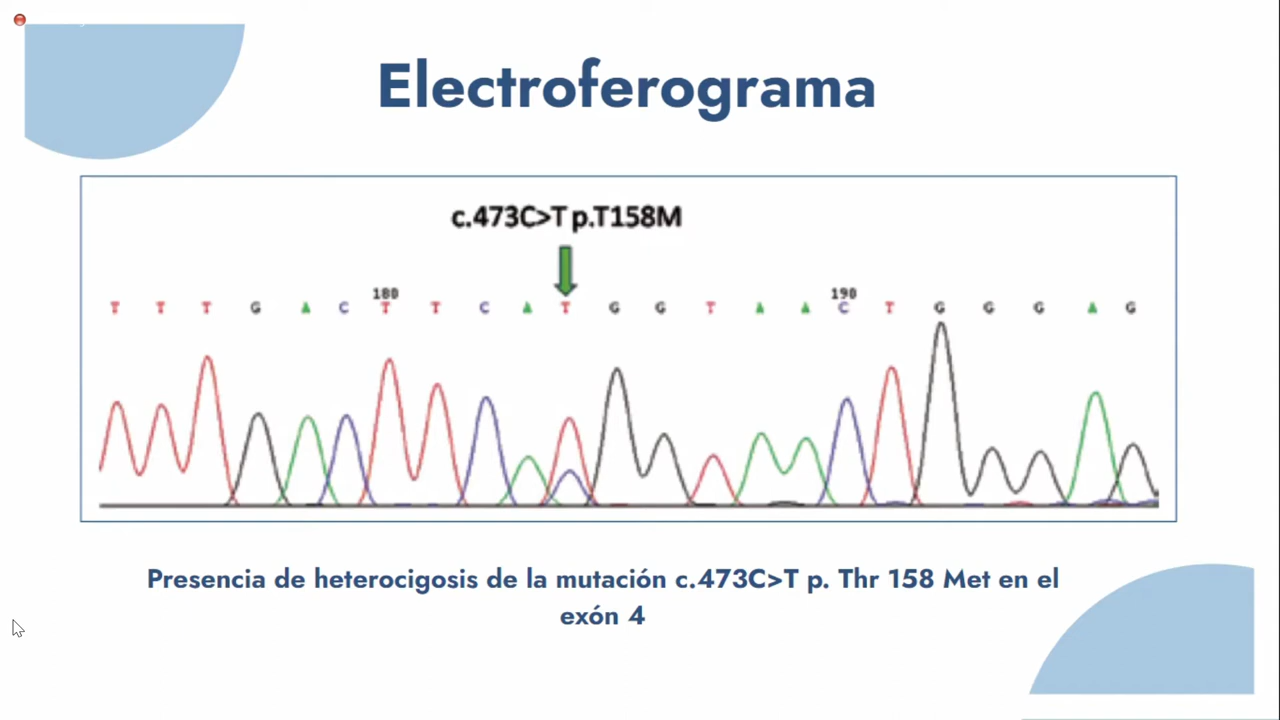 Electroferograma
c.473C>T p.T158M
180 190
T T T G A C T T C A T G G T A A C T G G G A G
Presencia de heterocigosis de la mutación c.473C>T p. Thr 158 Met en el
exón 4